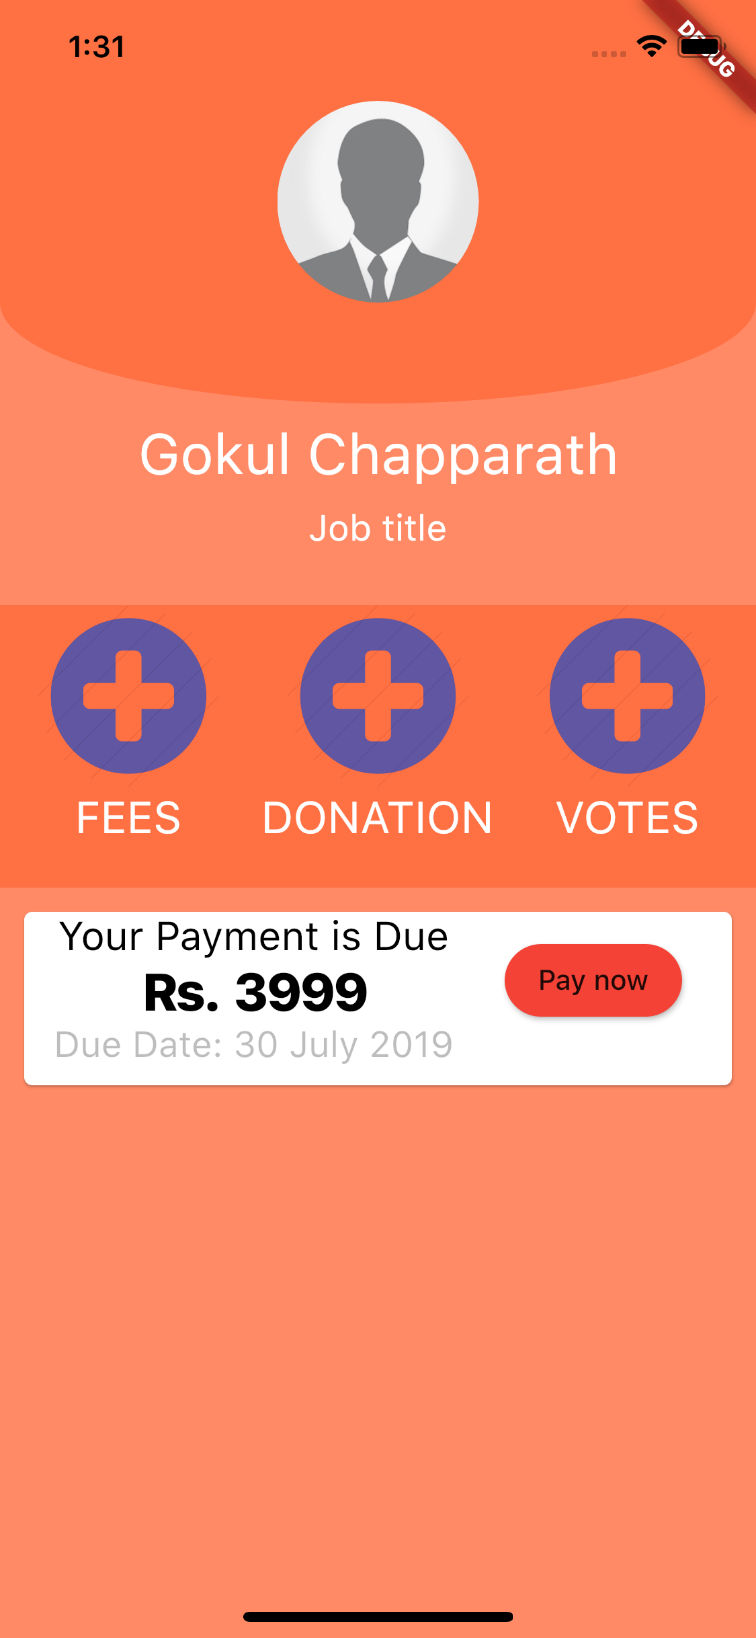 1:31
DEBUG
Gokul Chapparath
Job title
FEES DONATION VOTES
Your Payment is Due
Rs. 3999
Pay now
Due Date: 30 July 2019